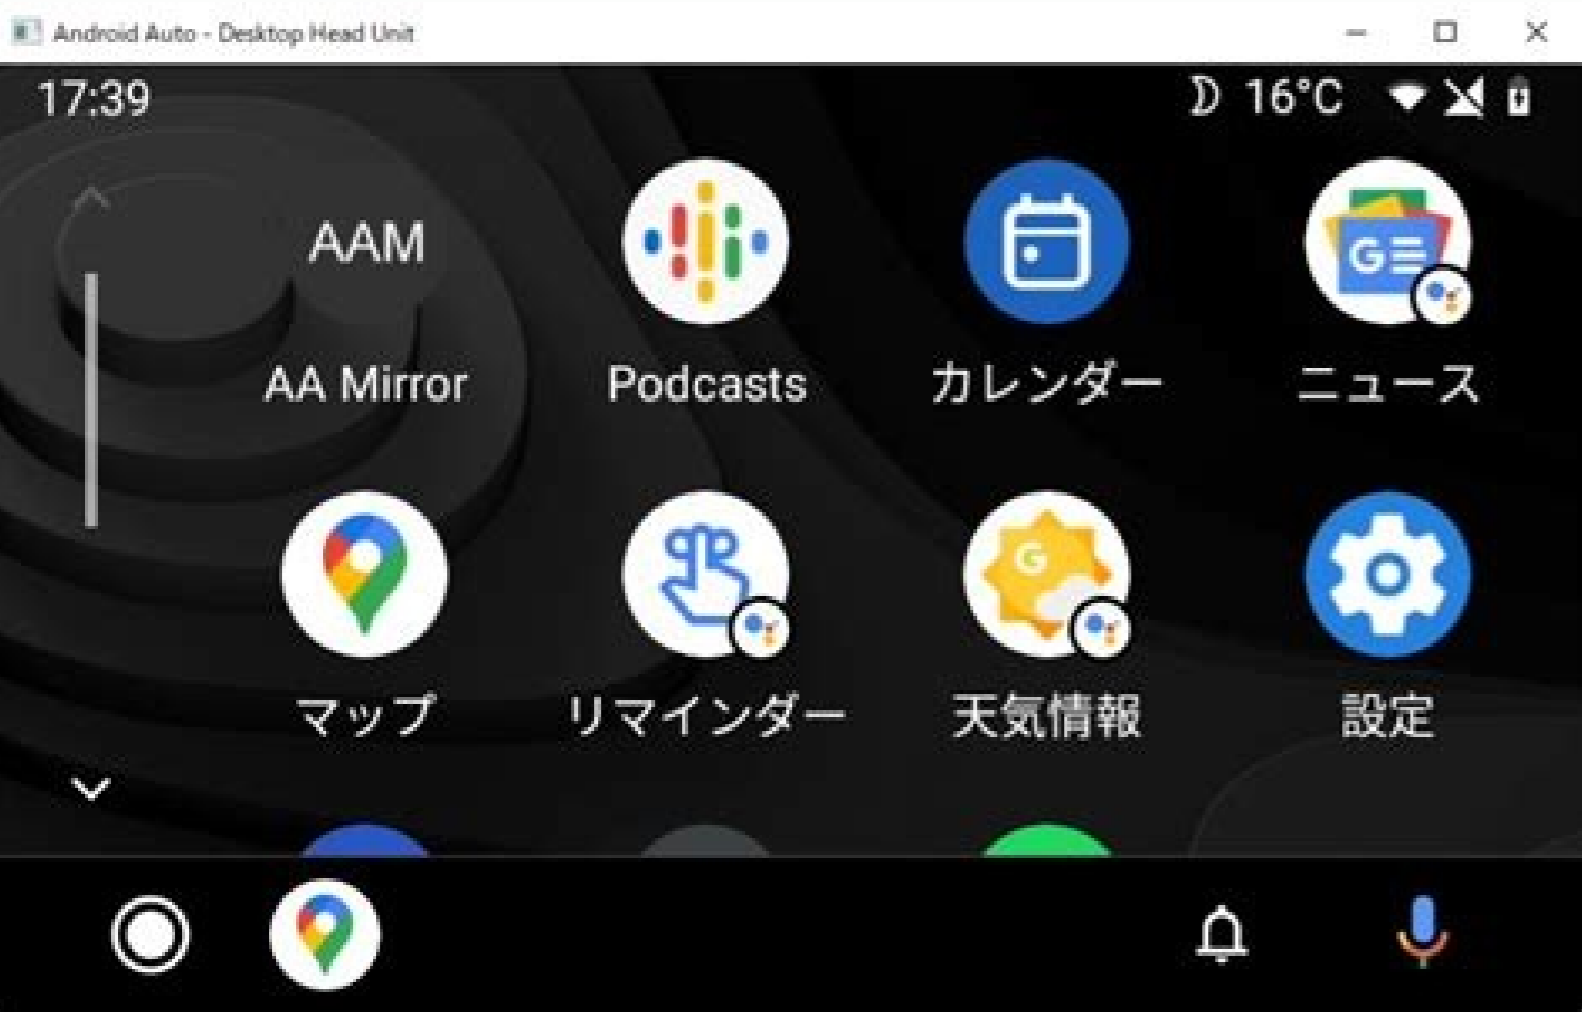 Android Auto - Desktop Head Unit
17:39
16°C
AAM
AA Mirror
Podcasts
カレンダー
G
ニュース
マップ
リマインダー
G
天気情報
設定